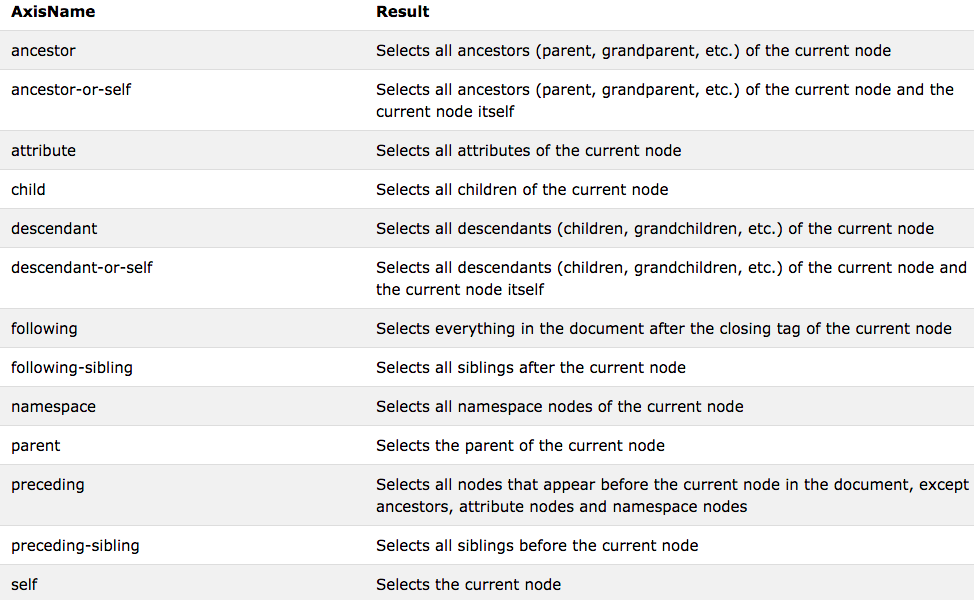 AxisName Result
ancestor Selects all ancestors (parent, grandparent, etc.) of the current node
ancestor-or-self Selects all ancestors (parent, grandparent, etc.) of the current node and the
current node itself
attribute Selects all attributes of the current node
child Selects all children of the current node
descendant Selects all descendants (children, grandchildren, etc.) of the current node
descendant-or-self Selects all descendants (children, grandchildren, etc.) of the current node and
the current node itself
following Selects everything in the document after the closing tag of the current node
following-sibling Selects all siblings after the current node
namespace Selects all namespace nodes of the current node
parent Selects the parent of the current node
preceding Selects all nodes that appear before the current node in the document, except
ancestors, attribute nodes and namespace nodes
preceding-sibling Selects all siblings before the current node
self Selects the current node